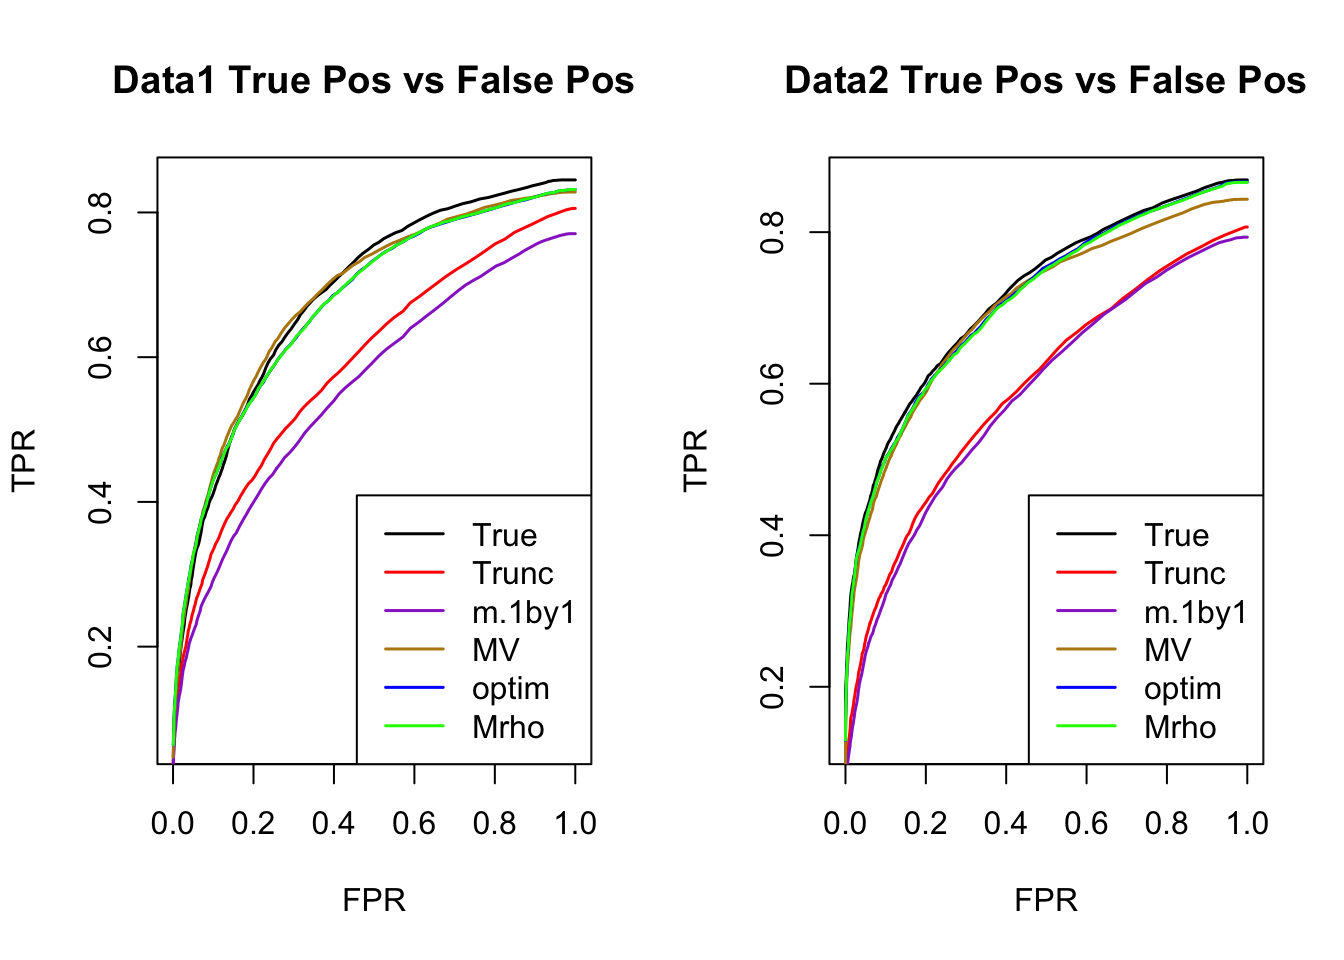 Data1 True Pos vs False Pos
TPR
0.8
0.6
0.4
0.2
True
Trunc
m.1by1
MV
optim
Mrho
0.0 0.2 0.4 0.6 0.8 1.0
FPR
Data2 True Pos vs False Pos
TPR
0.8
0.6
0.4
0.2
True
Trunc
m.1by1
MV
optim
Mrho
0.0 0.2 0.4 0.6 0.8 1.0
FPR